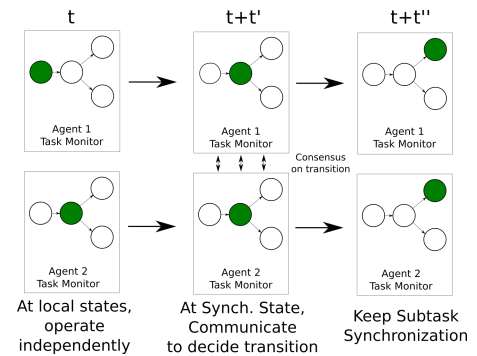 t
t+t'
t+t''
Agent 1
Task Monitor
Agent 1
Task Monitor
Agent 1
Task Monitor
Consensus
on transition
Agent 2
Task Monitor
Agent 2
Task Monitor
Agent 2
Task Monitor
At local states,
operate
independently
At Synch. State,
Communicate
to decide transition
Keep Subtask
Synchronization